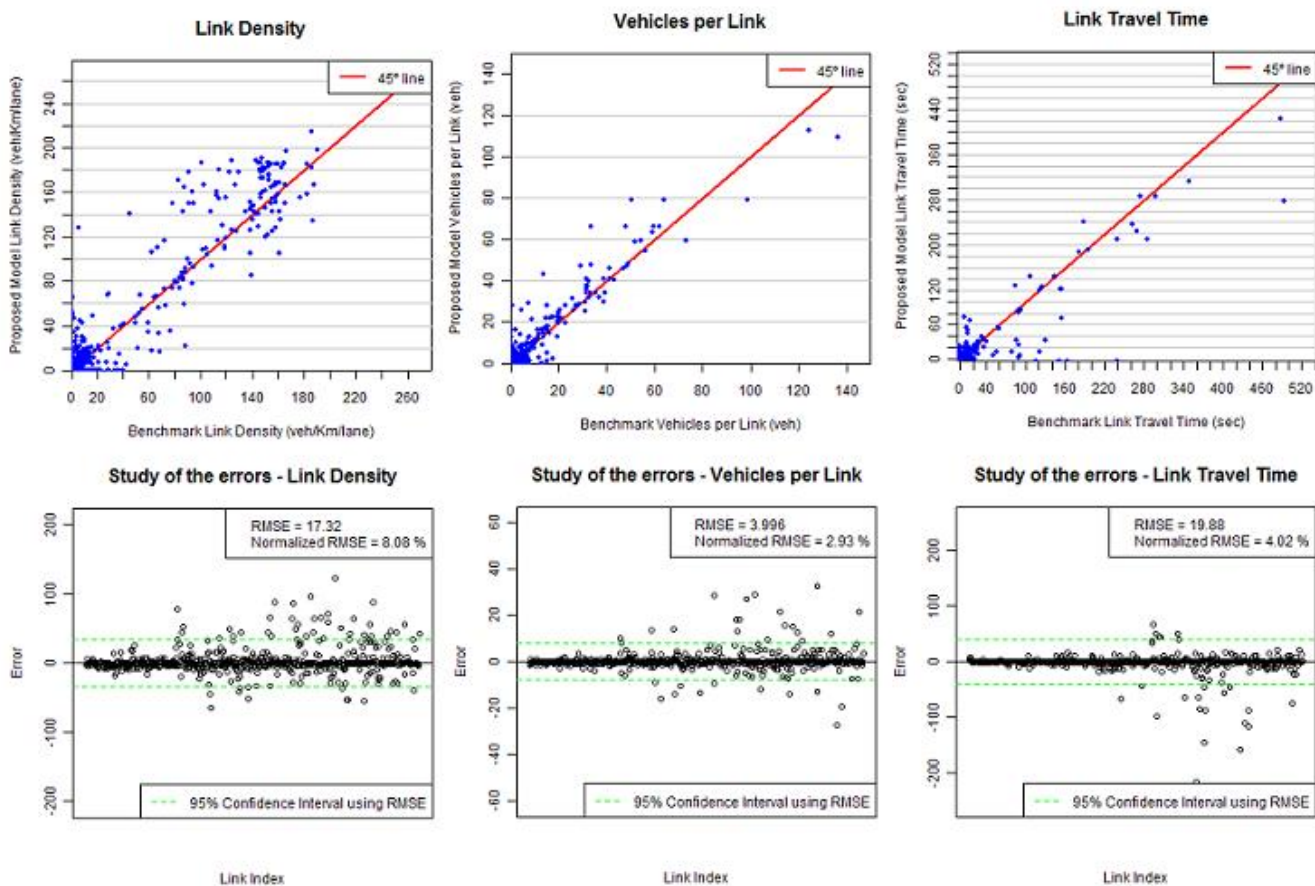 Link Density
45º line
Proposed Model Link Density (veh/Km/lane)
0 40 80 120 160 200 240
0 20 60 100 140 180 220 260
Benchmark Link Density (veh/Km/lane)
Vehicles per Link
45º line
Proposed Model Vehicles per Link (veh)
0 20 40 60 80 100 120 140
0 20 40 60 80 100 120 140
Benchmark Vehicles per Link (veh)
Link Travel Time
45º line
Proposed Model Link Travel Time (sec)
0 60 120 200 280 360 440 520
0 40 100 160 220 280 340 400 460 520
Benchmark Link Travel Time (sec)
Study of the errors - Link Density
RMSE = 17.32
Normalized RMSE = 8.08 %
Error
-200 -100 0 100 200
95% Confidence Interval using RMSE
Link Index
Study of the errors - Vehicles per Link
RMSE = 3.996
Normalized RMSE = 2.93 %
Error
-60 -40 -20 0 20 40 60
95% Confidence Interval using RMSE
Link Index
Study of the errors - Link Travel Time
RMSE = 19.88
Normalized RMSE = 4.02 %
Error
-200 -100 0 100 200
95% Confidence Interval using RMSE
Link Index